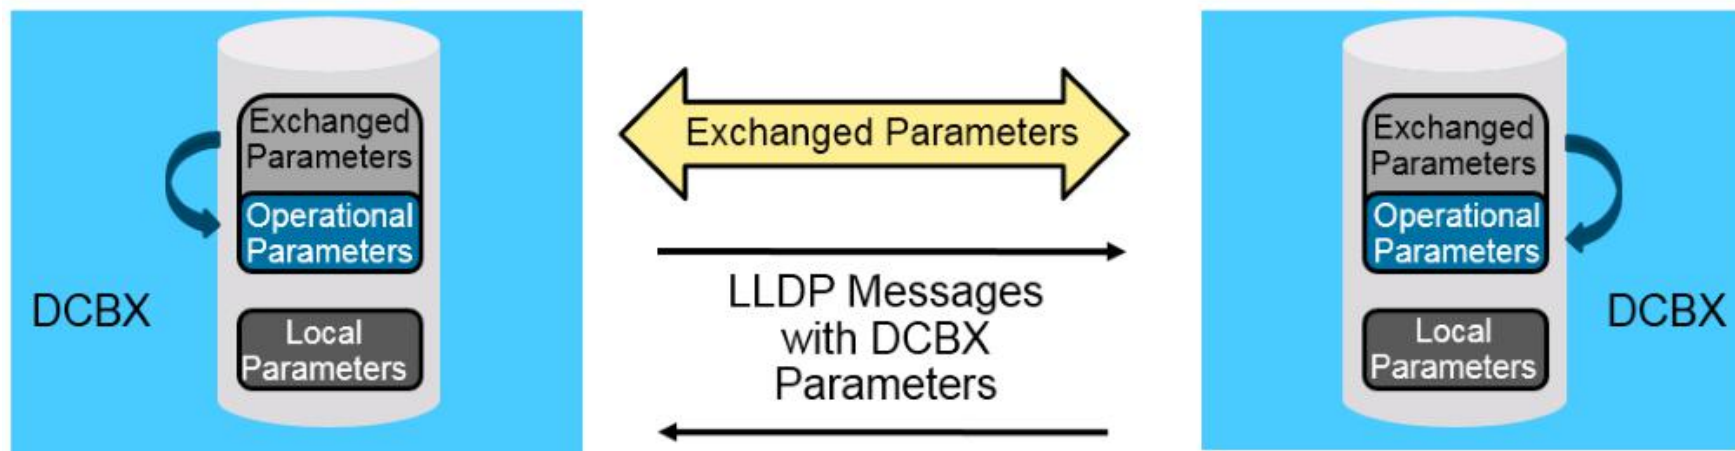 Exchanged
Parameters
Operational
Parameters
DCBX
Local
Parameters
Exchanged Parameters
LLDP Messages
with DCBX
Parameters
Exchanged
Parameters
Operational
Parameters
DCBX
Local
Parameters